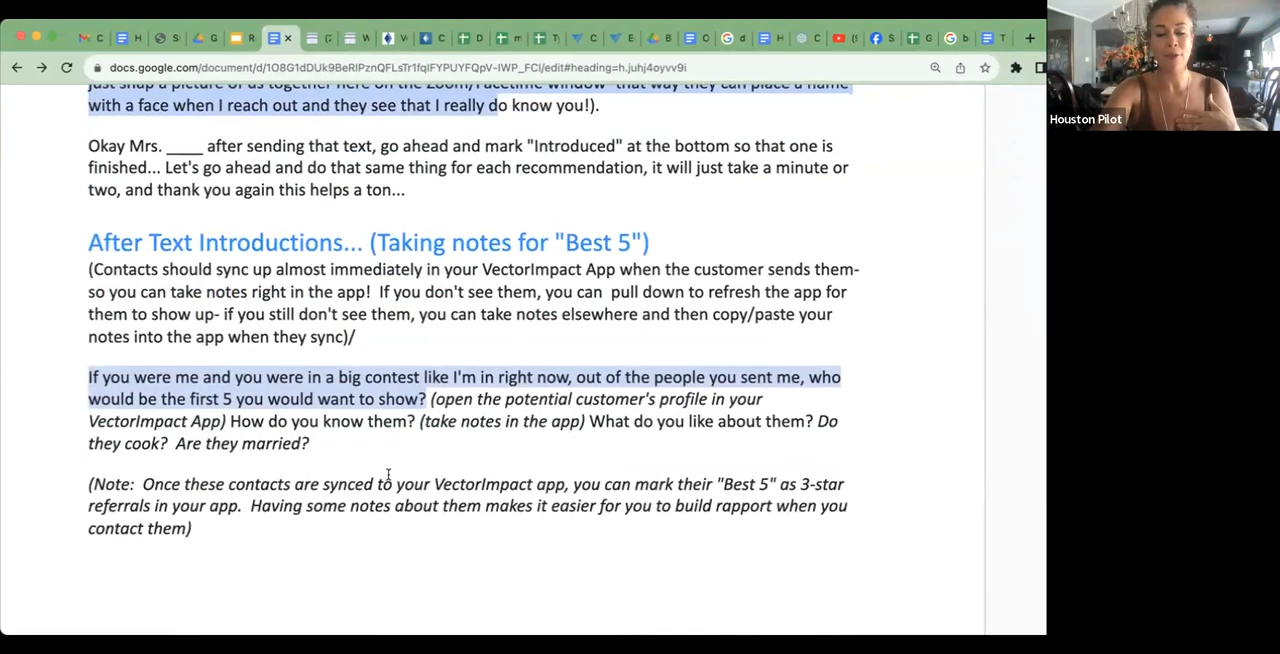 M C H S G R × ( V V C D m T C E B C d H C ( S G b T +
docs.google.com/document/d/1O8G1dDUk9BeRlPznQFLsTr1fqIFYPUYFQpV-IWP_FCI/edit#heading=h.juhj4oyvv9i
just snap a picture of us together here on the Zoom/Facetime window- that way they can place a name
with a face when I reach out and they see that I really do know you!).
Okay Mrs. ____ after sending that text, go ahead and mark "Introduced" at the bottom so that one is
finished... Let's go ahead and do that same thing for each recommendation, it will just take a minute or
two, and thank you again this helps a ton...
After Text Introductions... (Taking notes for "Best 5")
(Contacts should sync up almost immediately in your VectorImpact App when the customer sends them-
so you can take notes right in the app!  If you don't see them, you can  pull down to refresh the app for
them to show up- if you still don't see them, you can take notes elsewhere and then copy/paste your
notes into the app when they sync)/
If you were me and you were in a big contest like I'm in right now, out of the people you sent me, who
would be the first 5 you would want to show? (open the potential customer's profile in your
VectorImpact App) How do you know them? (take notes in the app) What do you like about them? Do
they cook?  Are they married?
(Note:  Once these contacts are synced to your VectorImpact app, you can mark their "Best 5" as 3-star
referrals in your app.  Having some notes about them makes it easier for you to build rapport when you
contact them)
Houston Pilot